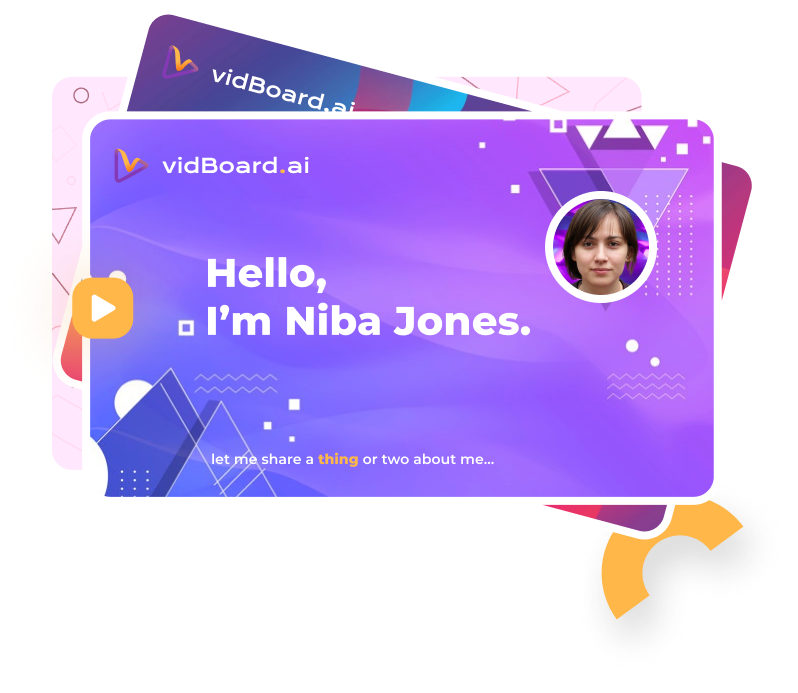 vidBoard.ai
vidBoard.ai
Hello,
I’m Niba Jones.
let me share a thing or two about me...